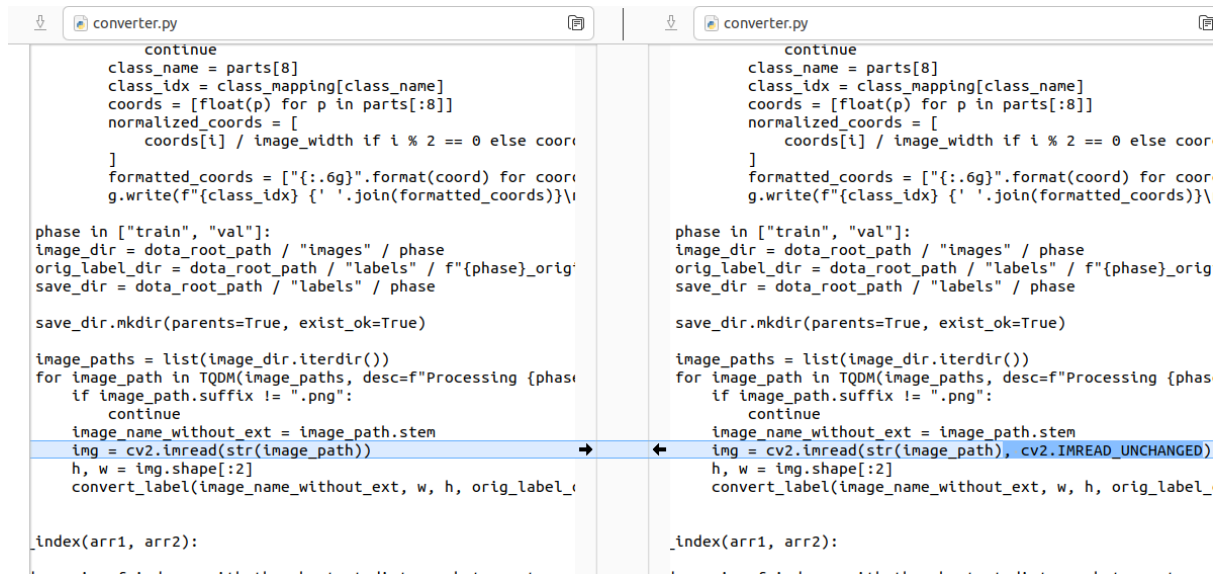 converter.py
continue
class_name = parts[8]
class_idx = class_mapping[class_name]
coords = [float(p) for p in parts[:8]]
normalized_coords = [
coords[i] / image_width if i % 2 == 0 else
]
formatted_coords = ["{:.6g}".format(coord) for
g.write(f"{class_idx} {' '.join(formatted_coords)}\
phase in ["train", "val"]:
image_dir = dota_root_path / "images" / phase
orig_label_dir = dota_root_path / "labels" / f"{phase}_orig
save_dir = dota_root_path / "labels" / phase
save_dir.mkdir(parents=True, exist_ok=True)
image_paths = list(image_dir.iterdir())
for image_path in TQDM(image_paths, desc=f"Processing {phase
if image_path.suffix != ".png":
continue
image_name_without_ext = image_path.stem
img = cv2.imread(str(image_path))
h, w = img.shape[:2]
convert_label(image_name_without_ext, w, h, orig_label_
_index(arr1, arr2):
converter.py
continue
class_name = parts[8]
class_idx = class_mapping[class_name]
coords = [float(p) for p in parts[:8]]
normalized_coords = [
coords[i] / image_width if i % 2 == 0 else
]
formatted_coords = ["{:.6g}".format(coord) for
g.write(f"{class_idx} {' '.join(formatted_coords)}\
phase in ["train", "val"]:
image_dir = dota_root_path / "images" / phase
orig_label_dir = dota_root_path / "labels" / f"{phase}_orig
save_dir = dota_root_path / "labels" / phase
save_dir.mkdir(parents=True, exist_ok=True)
image_paths = list(image_dir.iterdir())
for image_path in TQDM(image_paths, desc=f"Processing {phas
if image_path.suffix != ".png":
continue
image_name_without_ext = image_path.stem
img = cv2.imread(str(image_path), cv2.IMREAD_UNCHANGED)
h, w = img.shape[:2]
convert_label(image_name_without_ext, w, h, orig_label_
_index(arr1, arr2):